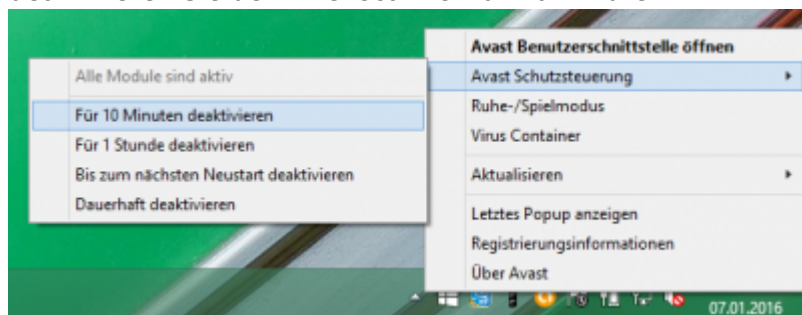 Avast Benutzerschnittstelle öffnen
Avast Schutzsteuerung
Ruhe-/Spielmodus
Virus Container
Aktualisieren
Letztes Popup anzeigen
Registrierungsinformationen
Über Avast
Alle Module sind aktiv
Für 10 Minuten deaktivieren
Für 1 Stunde deaktivieren
Bis zum nächsten Neustart deaktivieren
Dauerhaft deaktivieren
07.01.2016